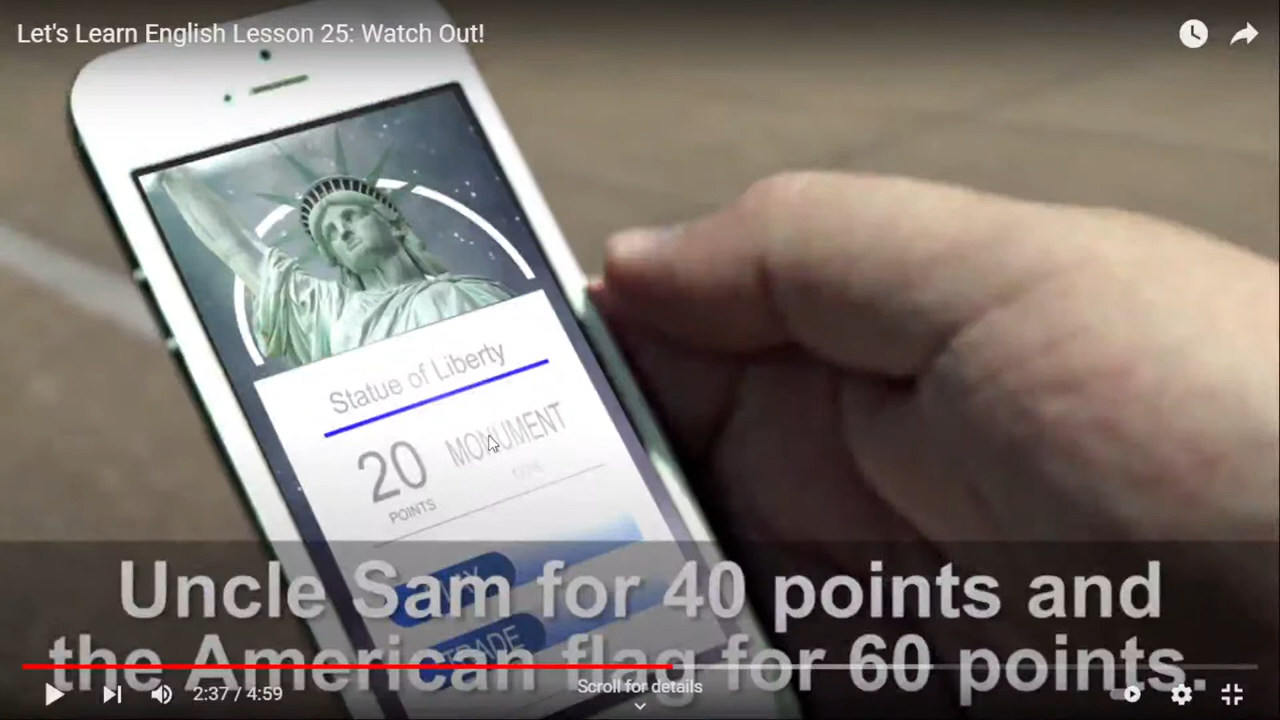 Let's Learn English Lesson 25: Watch Out!
Statue of Liberty
20 MONUMENT
POINTS
TRADE
Uncle Sam for 40 points and
the American flag for 60 points.
2:37 / 4:59
Scroll for details